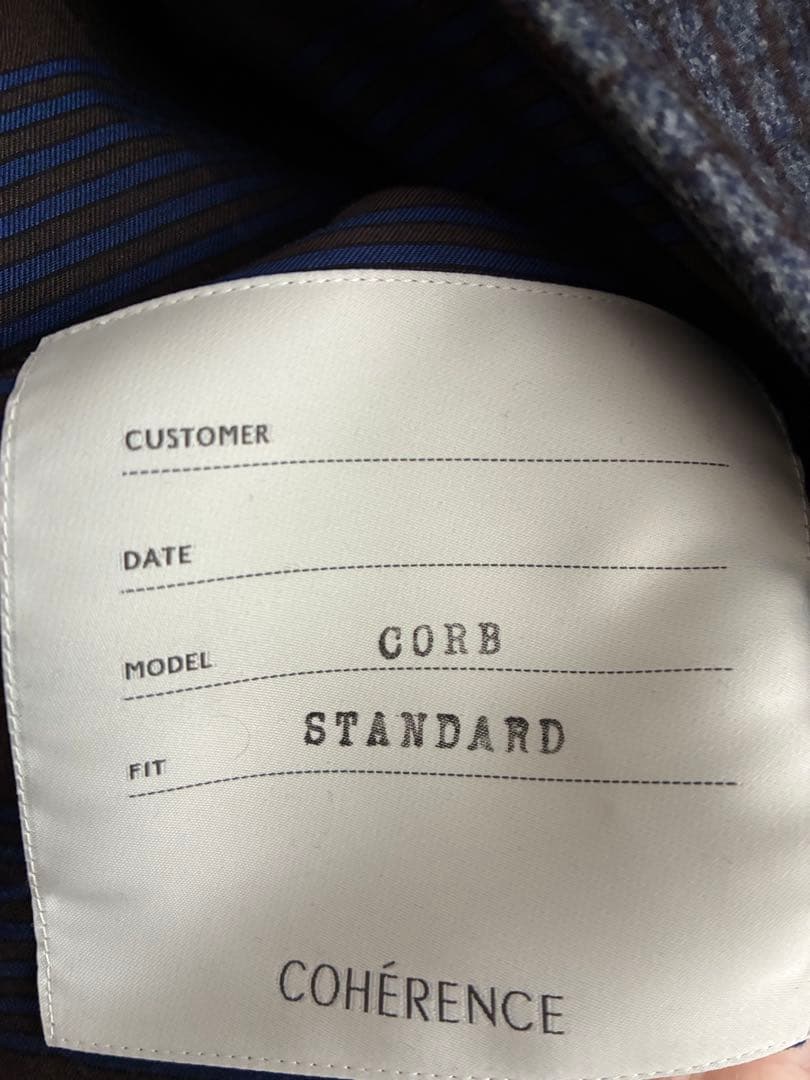 CUSTOMER
DATE
MODEL CORB
FIT STANDARD
COHÉRENCE